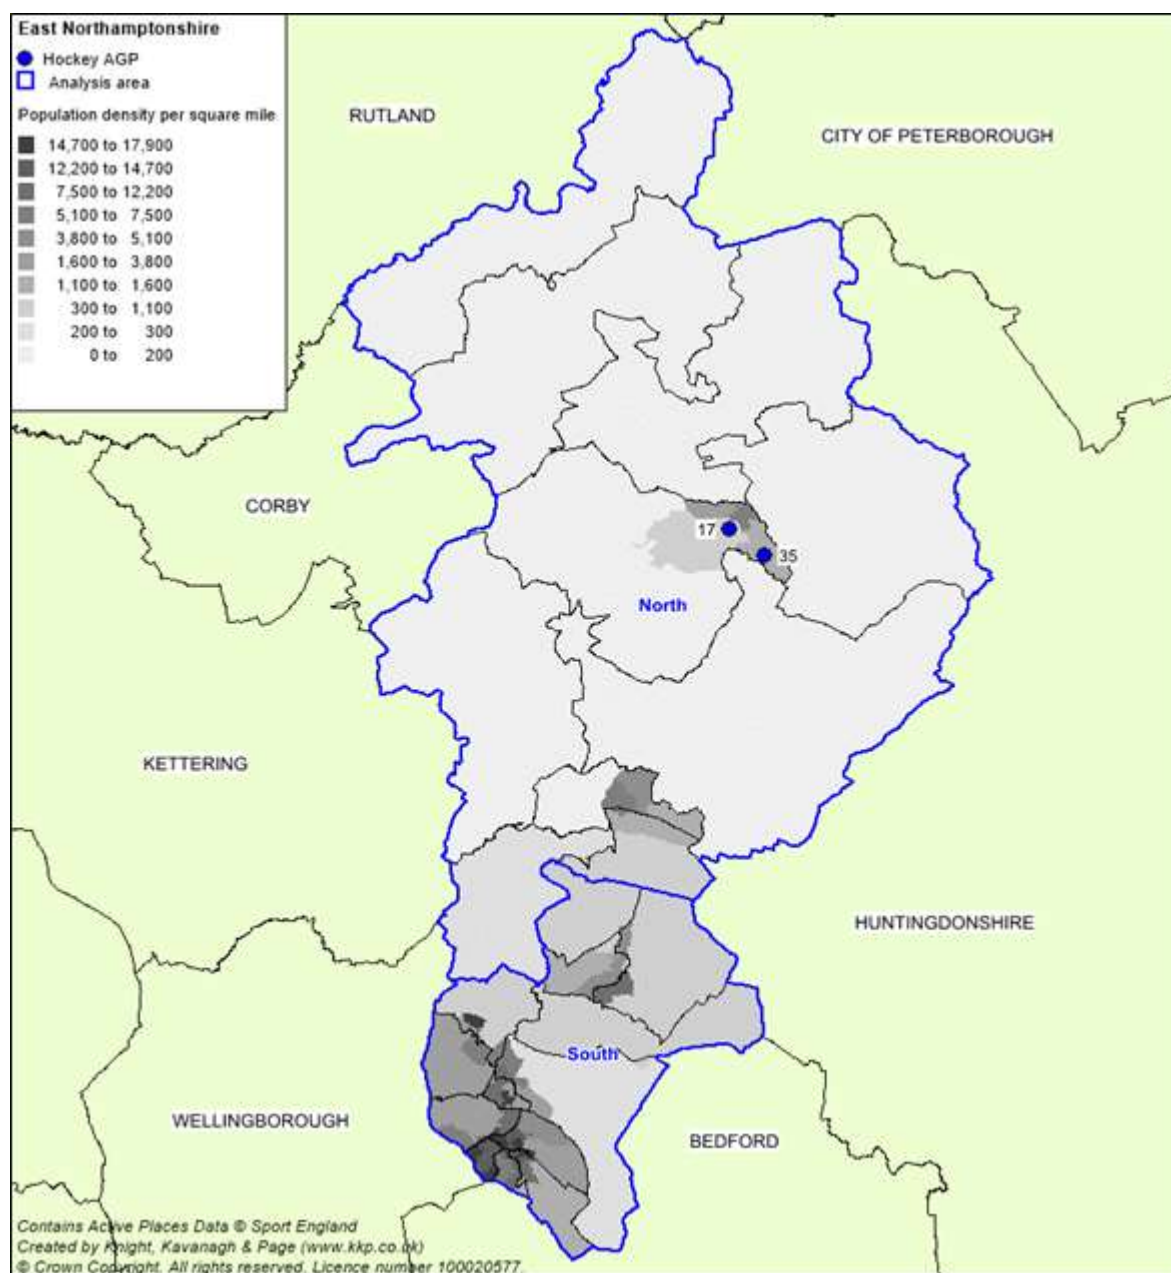 East Northamptonshire
Hockey AGP
Analysis area
Population density per square mile
14,700 to 17,900
12,200 to 14,700
7,500 to 12,200
5,100 to 7,500
3,800 to 5,100
1,600 to 3,800
1,100 to 1,600
300 to 1,100
200 to 300
0 to 200
RUTLAND
CITY OF PETERBOROUGH
CORBY
17
35
North
KETTERING
HUNTINGDONSHIRE
South
WELLINGBOROUGH
BEDFORD
Contains Active Places Data © Sport England
Created by Knight, Kavanagh & Page (www.kkp.co.uk)
© Crown Copyright. All rights reserved. Licence number 100020577.